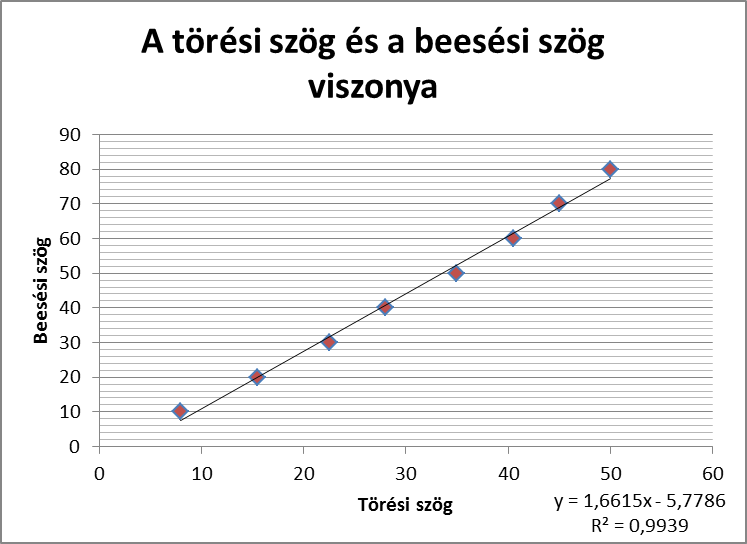 A törési szög és a beesési szög
viszonya
90
80
70
60
50
40
30
20
10
0
Beesési szög
0 10 20 30 40 50 60
Törési szög
y = 1,6615x - 5,7786
R² = 0,9939